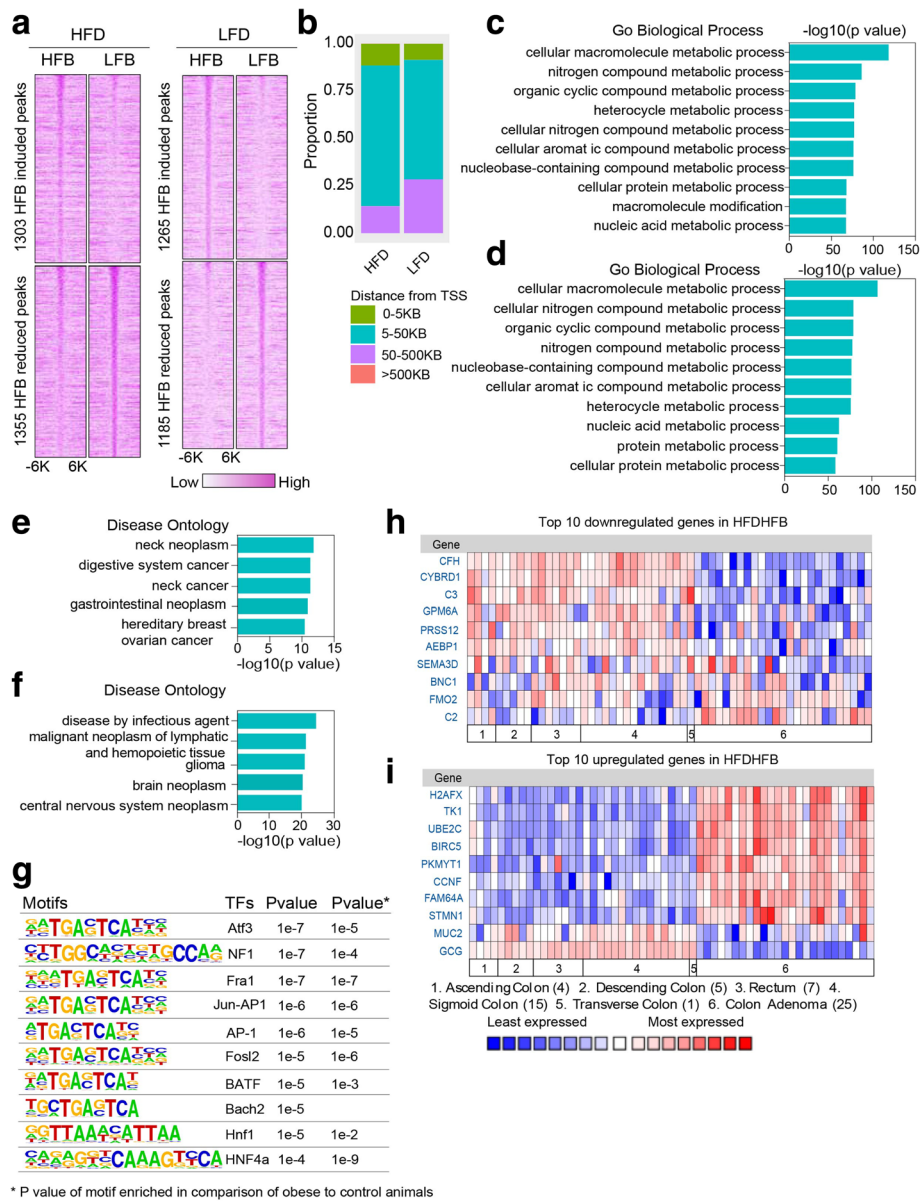 a
HFD
LFD
HFB
LFB
HFB
LFB
1303 HFB induded peaks
1355 HFB reduced peaks
1265 HFB induded peaks
1185 HFB reduced peaks
-6K
6K
-6K
6K
Low
High
b
Proportion
1.00
0.75
0.50
0.25
0.00
HFD
LFD
Distance from TSS
0-5KB
5-50KB
50-500KB
>500KB
c
Go Biological Process
-log10(p value)
cellular macromolecule metabolic process
nitrogen compound metabolic process
organic cyclic compound metabolic process
heterocycle metabolic process
cellular nitrogen compound metabolic process
cellular aromat ic compound metabolic process
nucleobase-containing compound metabolic process
cellular protein metabolic process
macromolecule modification
nucleic acid metabolic process
0 50 100 150
d
Go Biological Process
-log10(p value)
cellular macromolecule metabolic process
cellular nitrogen compound metabolic process
organic cyclic compound metabolic process
nitrogen compound metabolic process
nucleobase-containing compound metabolic process
cellular aromat ic compound metabolic process
heterocycle metabolic process
nucleic acid metabolic process
protein metabolic process
cellular protein metabolic process
0 50 100 150
e
Disease Ontology
neck neoplasm
digestive system cancer
neck cancer
gastrointestinal neoplasm
hereditary breast
ovarian cancer
0 5 10 15
-log10(p value)
f
Disease Ontology
disease by infectious agent
malignant neoplasm of lymphatic
and hemopoietic tissue
glioma
brain neoplasm
central nervous system neoplasm
0 10 20 30
-log10(p value)
g
Motifs TFs Pvalue Pvalue*
GATGACTCATCC Atf3 1e-7 1e-5
CTTGGCACTGTGCCAA NF1 1e-7 1e-4
GAATGAGTCATC Fra1 1e-7 1e-7
GATGACTCATCC Jun-AP1 1e-6 1e-6
ATGACTCATC AP-1 1e-6 1e-5
GATGAGTCATCC Fosl2 1e-5 1e-6
GATGAGTCAT BATF 1e-5 1e-3
TGCTGAGTCA Bach2 1e-5
GGTTAAACATTAA Hnf1 1e-5 1e-2
CAGAGGTCAAAGTCCA HNF4a 1e-4 1e-9
* P value of motif enriched in comparison of obese to control animals
h
Top 10 downregulated genes in HFDHFB
Gene
CFH
CYBRD1
C3
GPM6A
PRSS12
AEBP1
SEMA3D
BNC1
FMO2
C2
1 2 3 4 5 6
i
Top 10 upregulated genes in HFDHFB
Gene
H2AFX
TK1
UBE2C
BIRC5
PKMYT1
CCNF
FAM64A
STMN1
MUC2
GCG
1 2 3 4 5 6
1. Ascending Colon (4) 2. Descending Colon (5) 3. Rectum (7) 4.
Sigmoid Colon (15) 5. Transverse Colon (1) 6. Colon Adenoma (25)
Least expressed
Most expressed